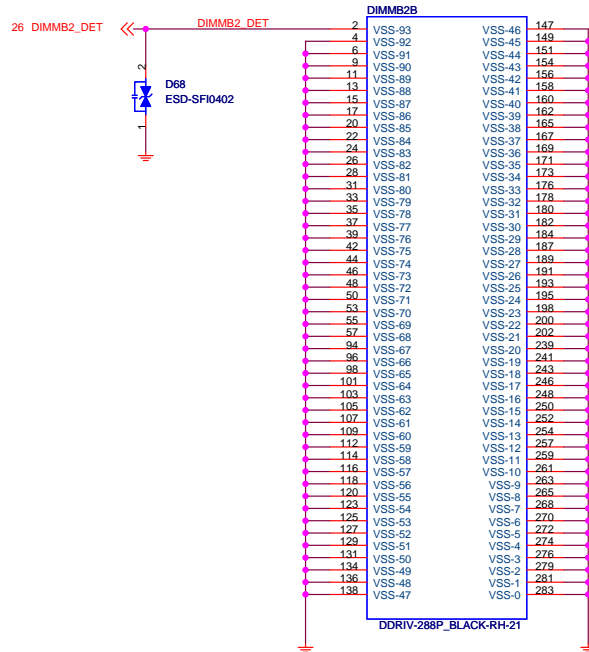 DIMMB2B
26 DIMMB2_DET DIMMB2_DET 2 VSS-93 VSS-46 147
4 VSS-92 VSS-45 149
6 VSS-91 VSS-44 151
9 VSS-90 VSS-43 154
11 VSS-89 VSS-42 156
13 VSS-88 VSS-41 158
15 VSS-87 VSS-40 160
17 VSS-86 VSS-39 162
20 VSS-85 VSS-38 165
22 VSS-84 VSS-37 167
24 VSS-83 VSS-36 169
26 VSS-82 VSS-35 171
28 VSS-81 VSS-34 173
31 VSS-80 VSS-33 176
33 VSS-79 VSS-32 178
35 VSS-78 VSS-31 180
37 VSS-77 VSS-30 182
39 VSS-76 VSS-29 184
42 VSS-75 VSS-28 187
44 VSS-74 VSS-27 189
46 VSS-73 VSS-26 191
48 VSS-72 VSS-25 193
50 VSS-71 VSS-24 195
53 VSS-70 VSS-23 198
55 VSS-69 VSS-22 200
57 VSS-68 VSS-21 202
94 VSS-67 VSS-20 239
96 VSS-66 VSS-19 241
98 VSS-65 VSS-18 243
101 VSS-64 VSS-17 246
103 VSS-63 VSS-16 248
105 VSS-62 VSS-15 250
107 VSS-61 VSS-14 252
109 VSS-60 VSS-13 254
112 VSS-59 VSS-12 257
114 VSS-58 VSS-11 259
116 VSS-57 VSS-10 261
118 VSS-56 VSS-9 263
120 VSS-55 VSS-8 265
123 VSS-54 VSS-7 268
125 VSS-53 VSS-6 270
127 VSS-52 VSS-5 272
129 VSS-51 VSS-4 274
131 VSS-50 VSS-3 276
134 VSS-49 VSS-2 279
136 VSS-48 VSS-1 281
138 VSS-47 VSS-0 283
DDRIV-288P_BLACK-RH-21
2
D68
ESD-SFI0402
1